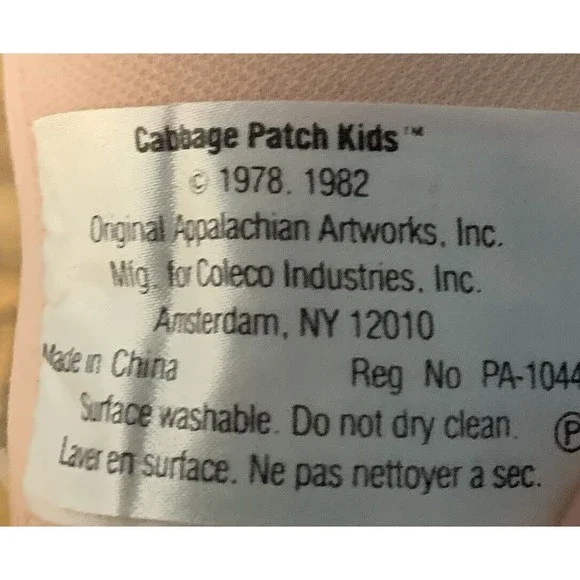 Cabbage Patch Kids™
© 1978. 1982
Original Appalachian Artworks, Inc.
Mfg. for Coleco Industries, Inc.
Amsterdam, NY 12010
Made in China Reg No PA-1044
Surface washable. Do not dry clean. Ⓟ
Laver en surface. Ne pas nettoyer a sec.